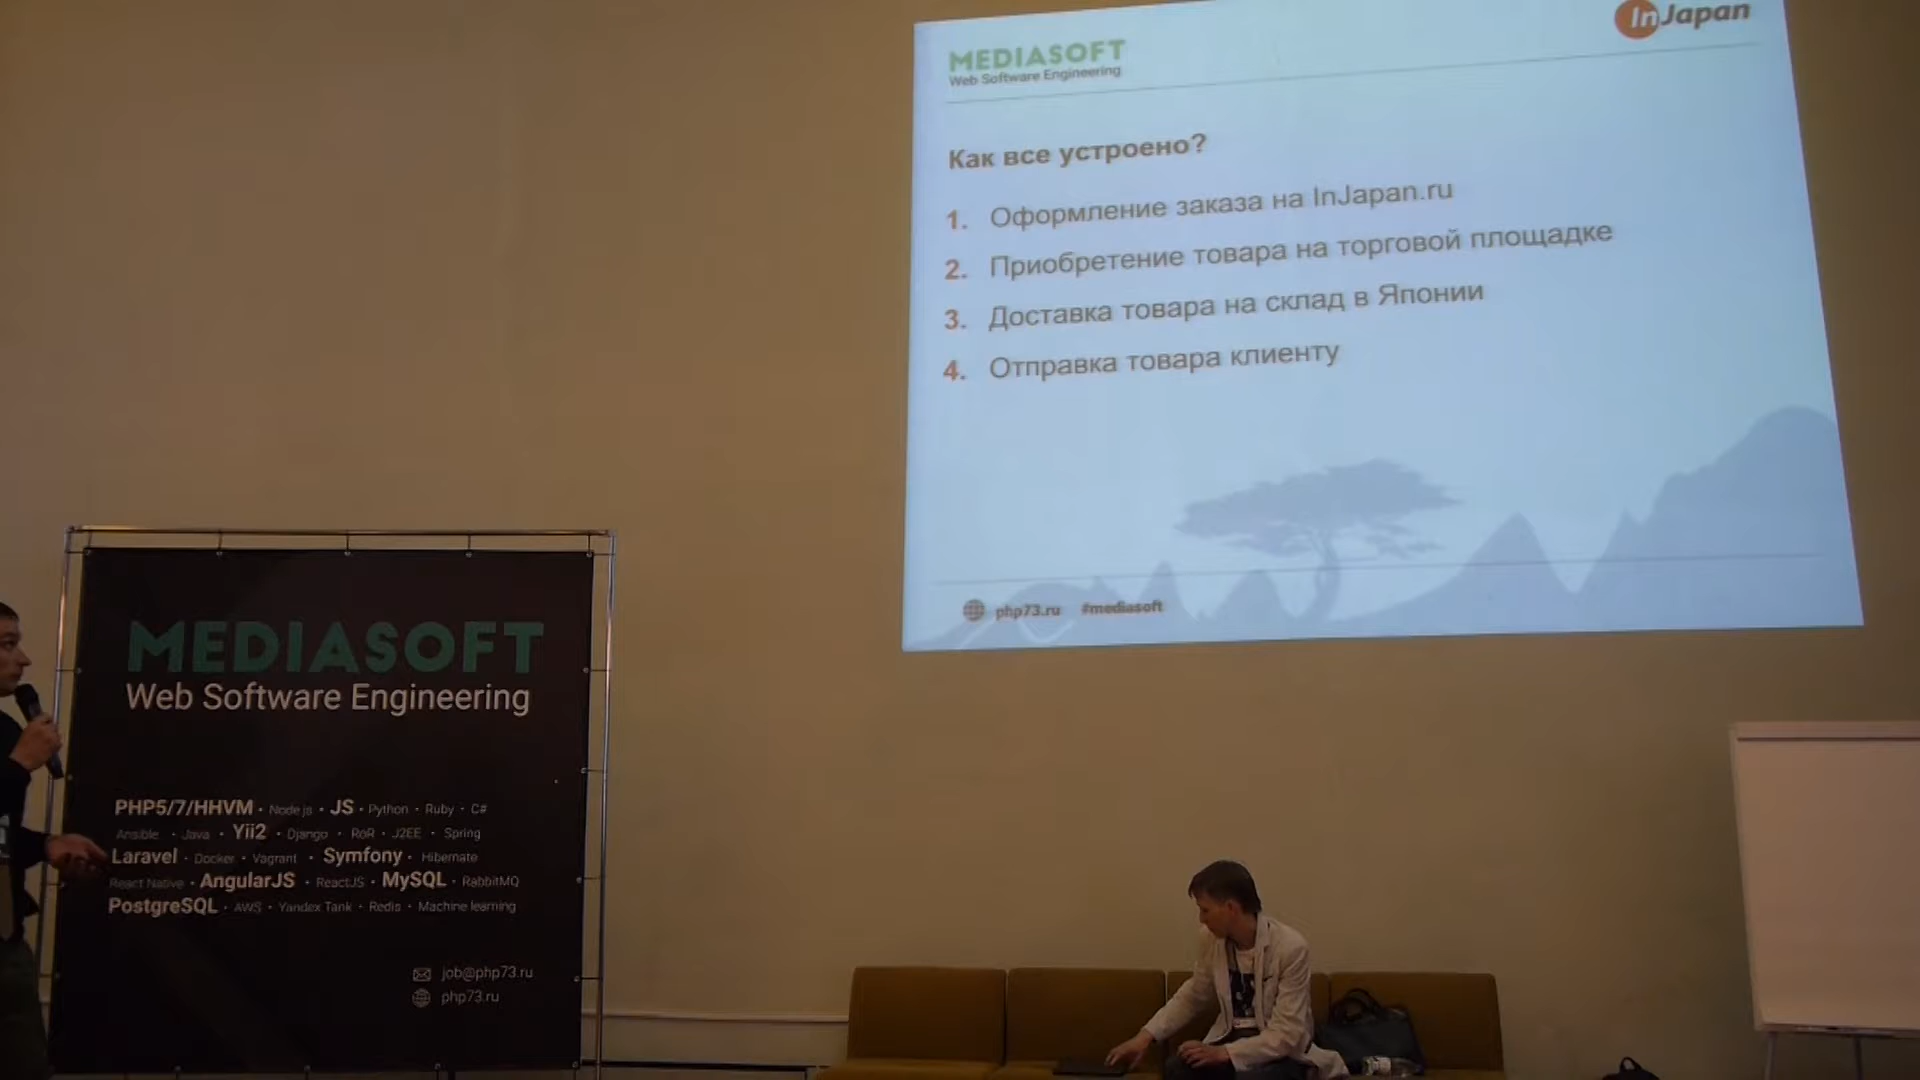 InJapan
MEDIASOFT
Web Software Engineering
Как все устроено?
1. Оформление заказа на InJapan.ru
2. Приобретение товара на торговой площадке
3. Доставка товара на склад в Японии
4. Отправка товара клиенту
php73.ru #mediasoft
MEDIASOFT
Web Software Engineering
PHP5/7/HHVM · Node.js · JS · Python · Ruby · C#
Ansible · Java · Yii2 · Django · RoR · J2EE · Spring
Laravel · Docker · Vagrant · Symfony · Hibernate
React Native · AngularJS · ReactJS · MySQL · RabbitMQ
PostgreSQL · AWS · Yandex Tank · Redis · Machine learning
job@php73.ru
php73.ru